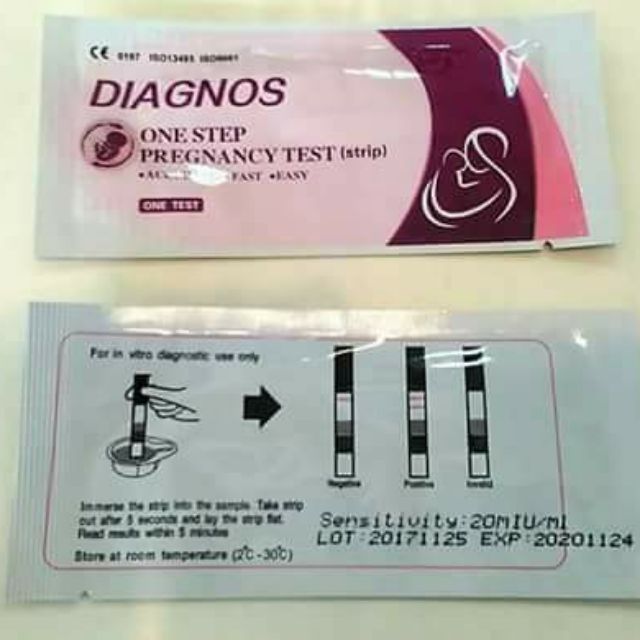 CE 0197 ISO13485 ISO9001
DIAGNOS
ONE STEP
PREGNANCY TEST (strip)
FAST •EASY
ONE TEST
For in vitro diagnostic use only
Negative Positive Invalid
Immerse the strip into the sample. Take strip
out after 5 seconds and lay the strip flat.
Read results within 5 minutes
Store at room temperature (2℃-30℃)
Sensitivity:20MIU/ml
LOT:20171125 EXP:20201124